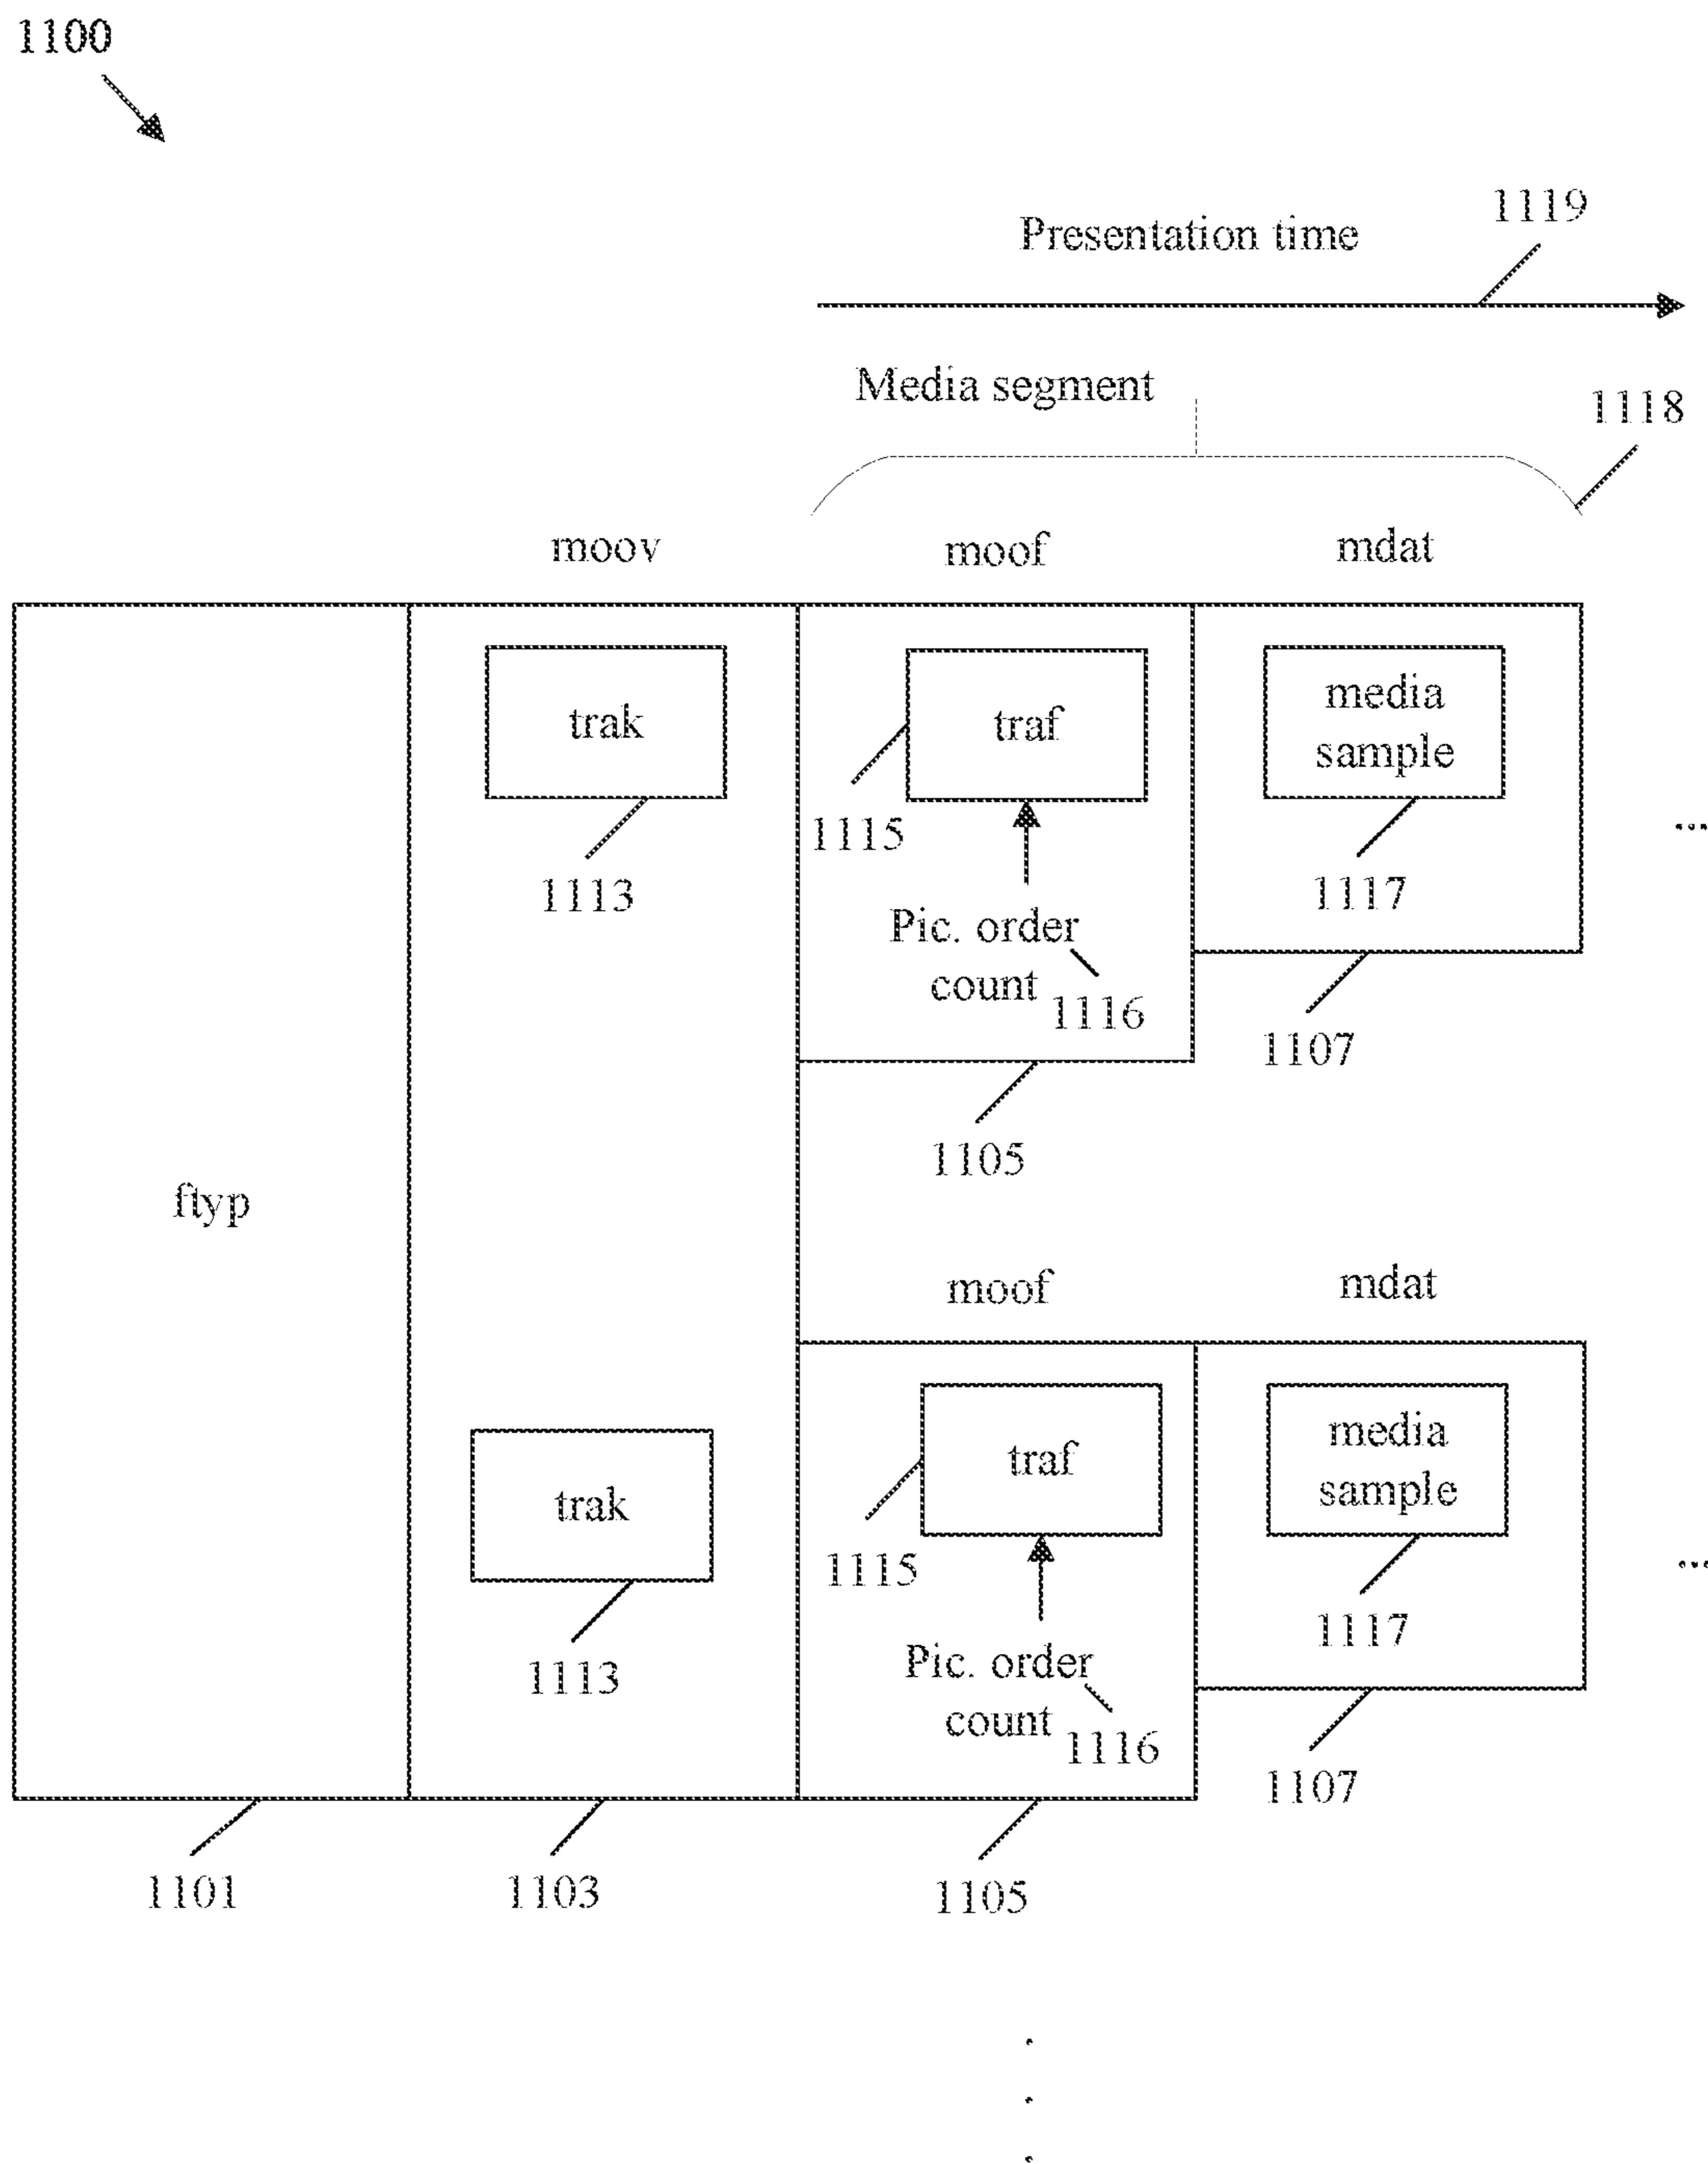 1100
1119
Presentation time
Media segment
1118
moov
moof
mdat
trak
traf
media
sample
1115
1113
1117
Pic. order
count
1116
1107
...
1105
ftyp
moof
mdat
trak
traf
media
sample
1115
1113
1117
Pic. order
count
1116
1107
...
1101
1103
1105